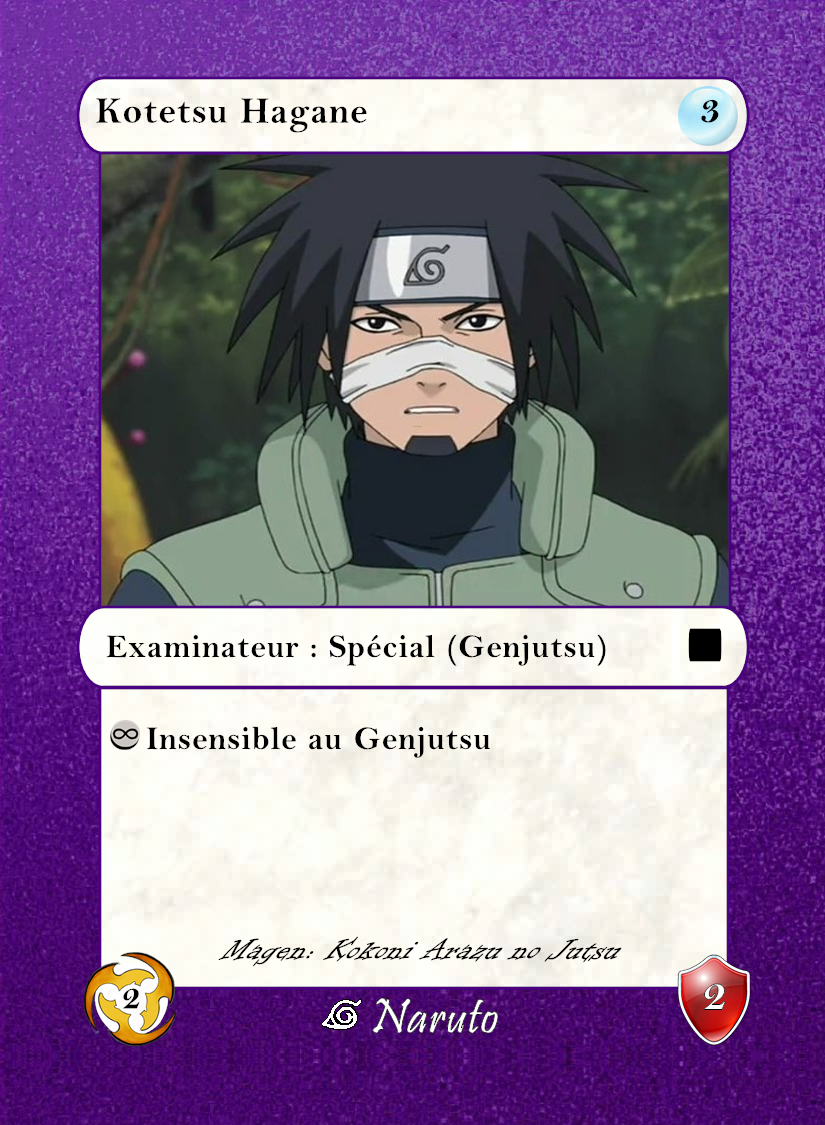 Kotetsu Hagane
3
Examinateur : Spécial (Genjutsu)
∞ Insensible au Genjutsu
Magen: Kokoni Arazu no Jutsu
2
Naruto
2